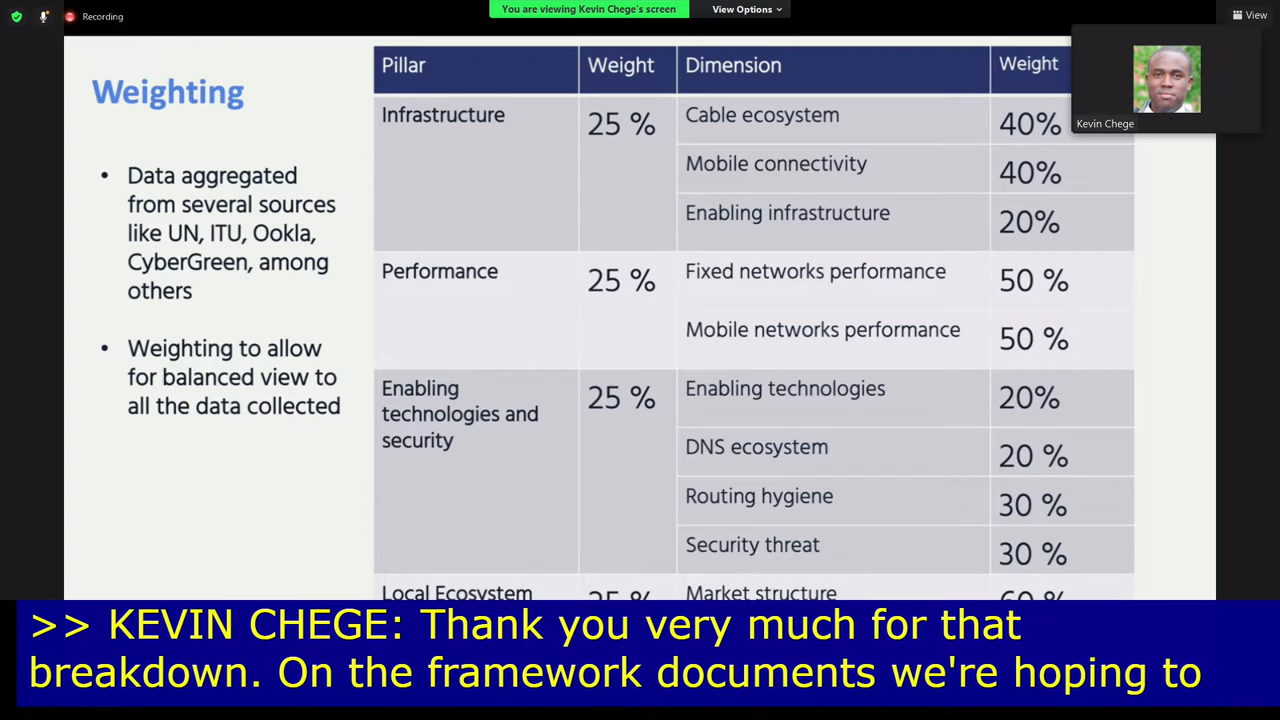 Recording
You are viewing Kevin Chege's screen
View Options
View
Kevin Chege
Weighting
• Data aggregated
from several sources
like UN, ITU, Ookla,
CyberGreen, among
others
• Weighting to allow
for balanced view to
all the data collected
Pillar Weight Dimension Weight
Infrastructure 25 % Cable ecosystem 40%
Mobile connectivity 40%
Enabling infrastructure 20%
Performance 25 % Fixed networks performance 50 %
Mobile networks performance 50 %
Enabling
technologies and
security
25 % Enabling technologies 20%
DNS ecosystem 20 %
Routing hygiene 30 %
Security threat 30 %
Local Ecosystem 25 % Market structure 60 %
>> KEVIN CHEGE: Thank you very much for that
breakdown. On the framework documents we're hoping to